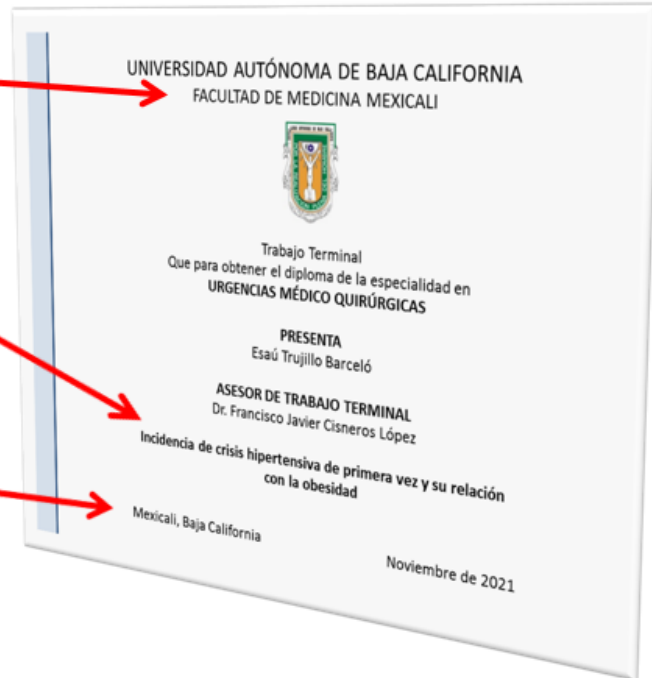 UNIVERSIDAD AUTÓNOMA DE BAJA CALIFORNIA
FACULTAD DE MEDICINA MEXICALI
Trabajo Terminal
Que para obtener el diploma de la especialidad en
URGENCIAS MÉDICO QUIRÚRGICAS
PRESENTA
Esaú Trujillo Barceló
ASESOR DE TRABAJO TERMINAL
Dr. Francisco Javier Cisneros López
Incidencia de crisis hipertensiva de primera vez y su relación
con la obesidad
Mexicali, Baja California
Noviembre de 2021